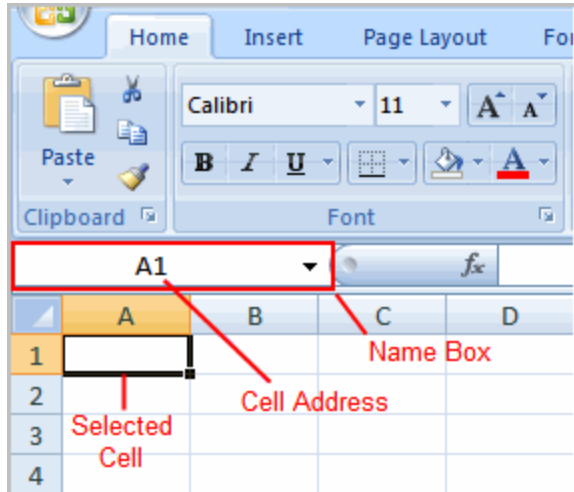 Home Insert Page Layout Fo
Calibri 11 A A
Paste B I U A
Clipboard Font
A1 fx
A B C D
1 Name Box
2 Cell Address
3 Selected
Cell
4